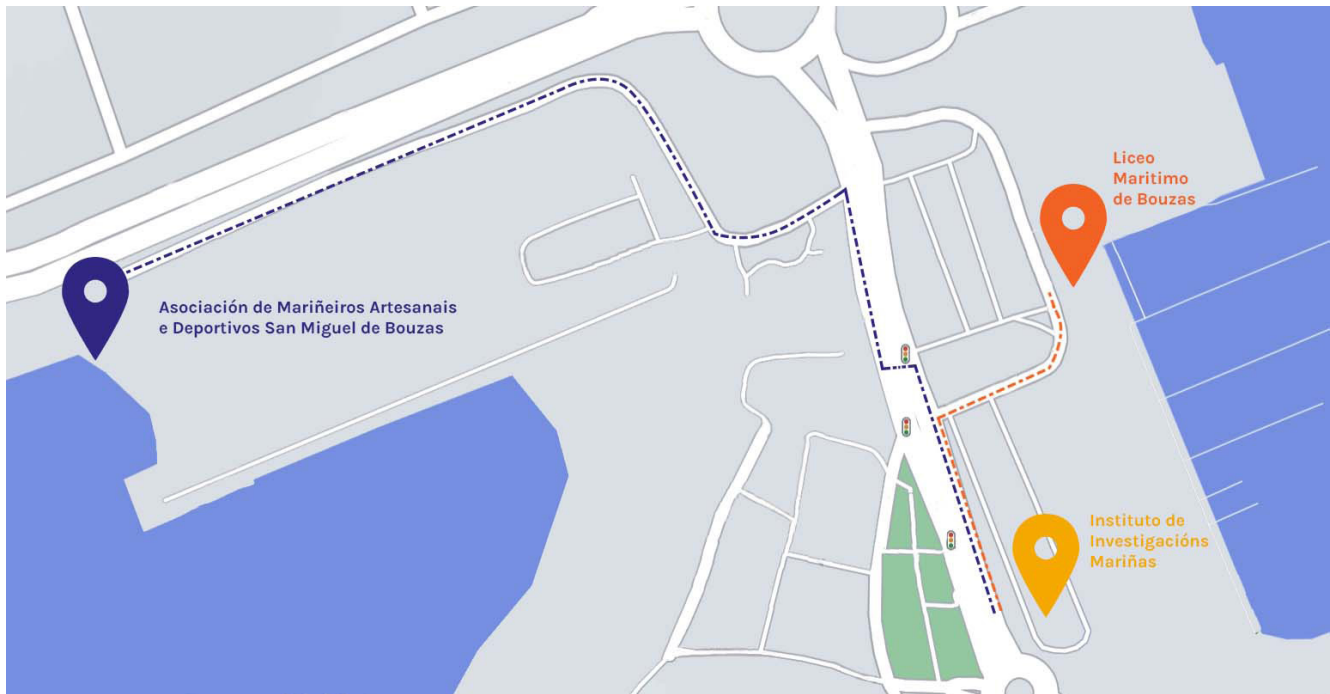 Liceo
Maritimo
de Bouzas
Asociación de Mariñeiros Artesanais
e Deportivos San Miguel de Bouzas
Instituto de
Investigacións
Mariñas